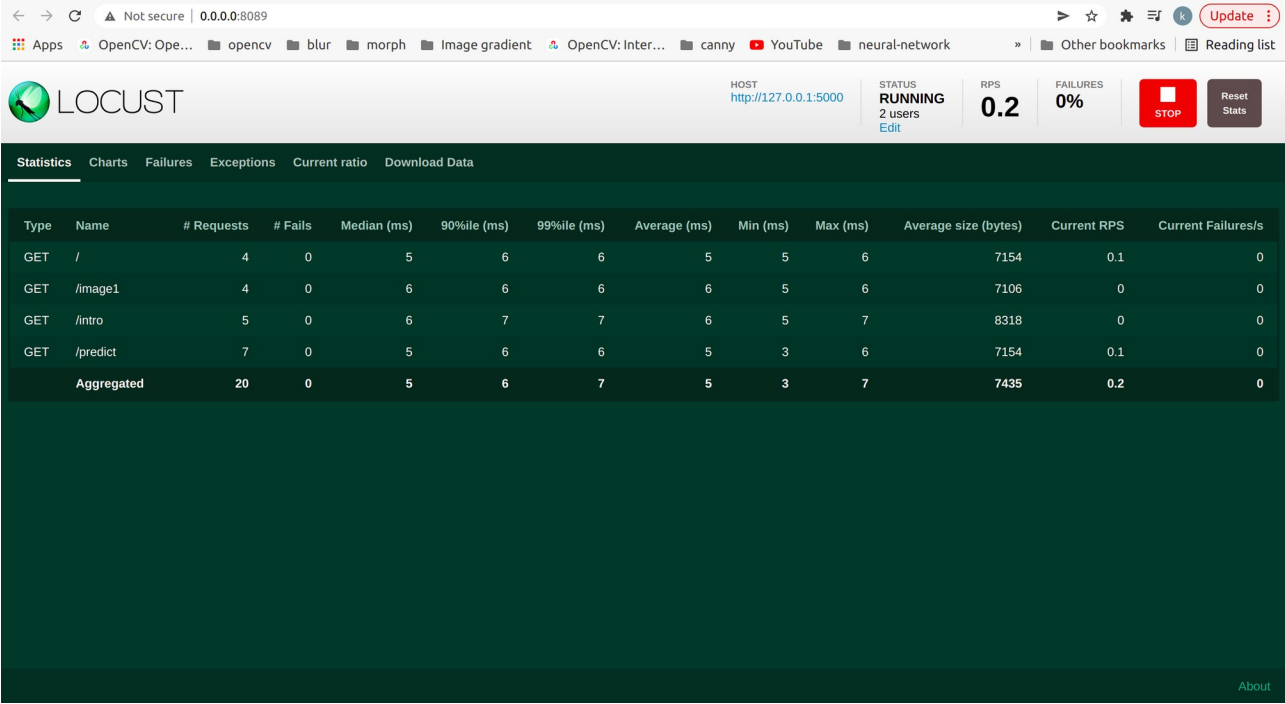 Not secure | 0.0.0.0:8089 k Update
Apps OpenCV: Ope... opencv blur morph Image gradient OpenCV: Inter... canny YouTube neural-network » Other bookmarks Reading list
LOCUST
HOST
http://127.0.0.1:5000
STATUS
RUNNING
2 users
Edit
RPS
0.2
FAILURES
0%
STOP
Reset
Stats
Statistics Charts Failures Exceptions Current ratio Download Data
Type Name # Requests # Fails Median (ms) 90%ile (ms) 99%ile (ms) Average (ms) Min (ms) Max (ms) Average size (bytes) Current RPS Current Failures/s
GET / 4 0 5 6 6 5 5 6 7154 0.1 0
GET /image1 4 0 6 6 6 6 5 6 7106 0 0
GET /intro 5 0 6 7 7 6 5 7 8318 0 0
GET /predict 7 0 5 6 6 5 3 6 7154 0.1 0
Aggregated 20 0 5 6 7 5 3 7 7435 0.2 0
About